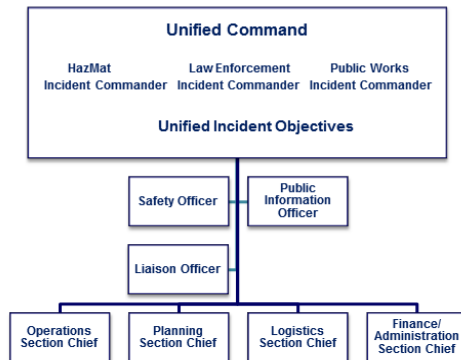 Unified Command
HazMat
Incident Commander
Law Enforcement
Incident Commander
Public Works
Incident Commander
Unified Incident Objectives
Safety Officer
Public
Information
Officer
Liaison Officer
Operations
Section Chief
Planning
Section Chief
Logistics
Section Chief
Finance/
Administration
Section Chief